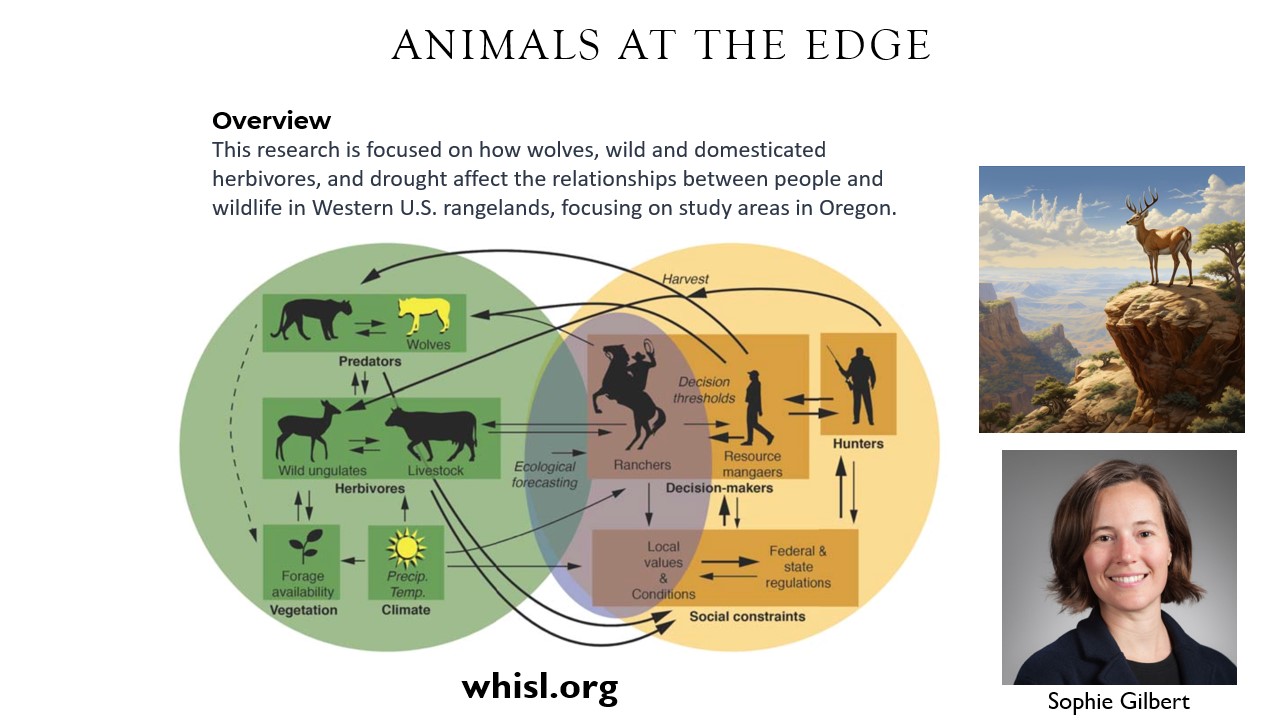 ANIMALS AT THE EDGE
Overview
This research is focused on how wolves, wild and domesticated
herbivores, and drought affect the relationships between people and
wildlife in Western U.S. rangelands, focusing on study areas in Oregon.
Harvest
Wolves
Predators
Wild ungulates
Livestock
Herbivores
Forage
availability
Vegetation
Precip.
Temp.
Climate
Ecological
forecasting
Ranchers
Decision
thresholds
Resource
mangaers
Decision-makers
Hunters
Local
values
&
Conditions
Federal &
state
regulations
Social constraints
whisl.org
Sophie Gilbert